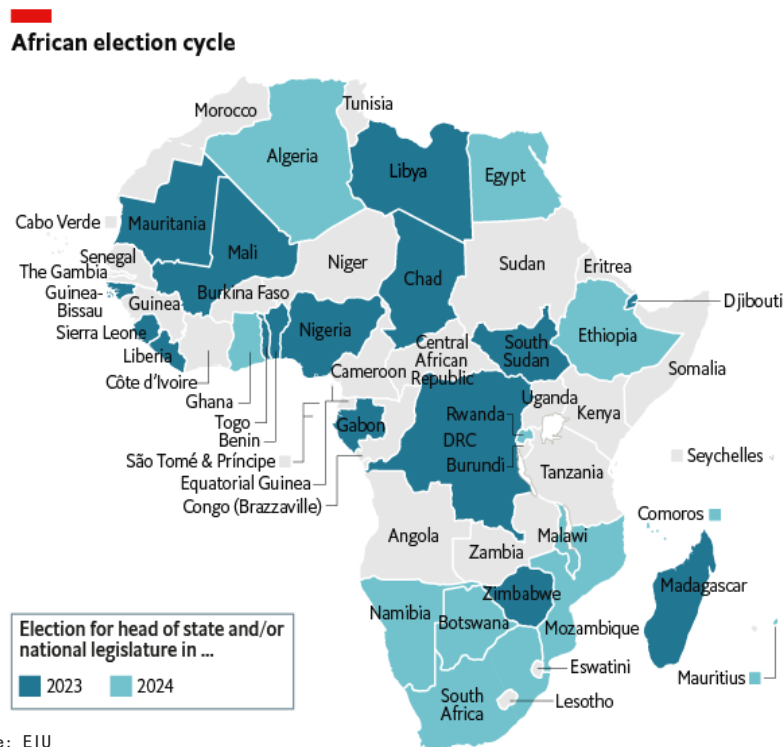 African election cycle
Morocco
Tunisia
Algeria
Libya
Egypt
Cabo Verde
Mauritania
Mali
Niger
Chad
Sudan
Eritrea
Senegal
The Gambia
Guinea-
Bissau
Guinea
Burkina Faso
Djibouti
Sierra Leone
Nigeria
Ethiopia
Liberia
Central
African
Republic
South
Sudan
Somalia
Côte d'Ivoire
Cameroon
Ghana
Uganda
Kenya
Togo
Gabon
Rwanda
Benin
DRC
São Tomé & Príncipe
Burundi
Seychelles
Equatorial Guinea
Tanzania
Congo (Brazzaville)
Comoros
Angola
Malawi
Zambia
Madagascar
Zimbabwe
Namibia
Botswana
Mozambique
Election for head of state and/or
national legislature in ...
2023
2024
Eswatini
Mauritius
South
Africa
Lesotho
e: EIU